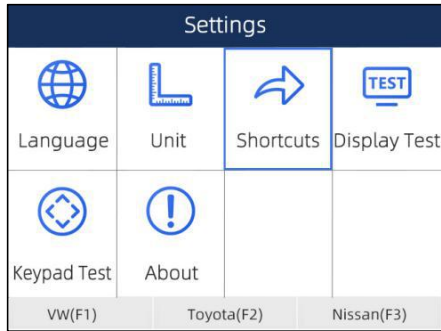 Settings
TEST
Language Unit Shortcuts Display Test
Keypad Test About
VW(F1) Toyota(F2) Nissan(F3)